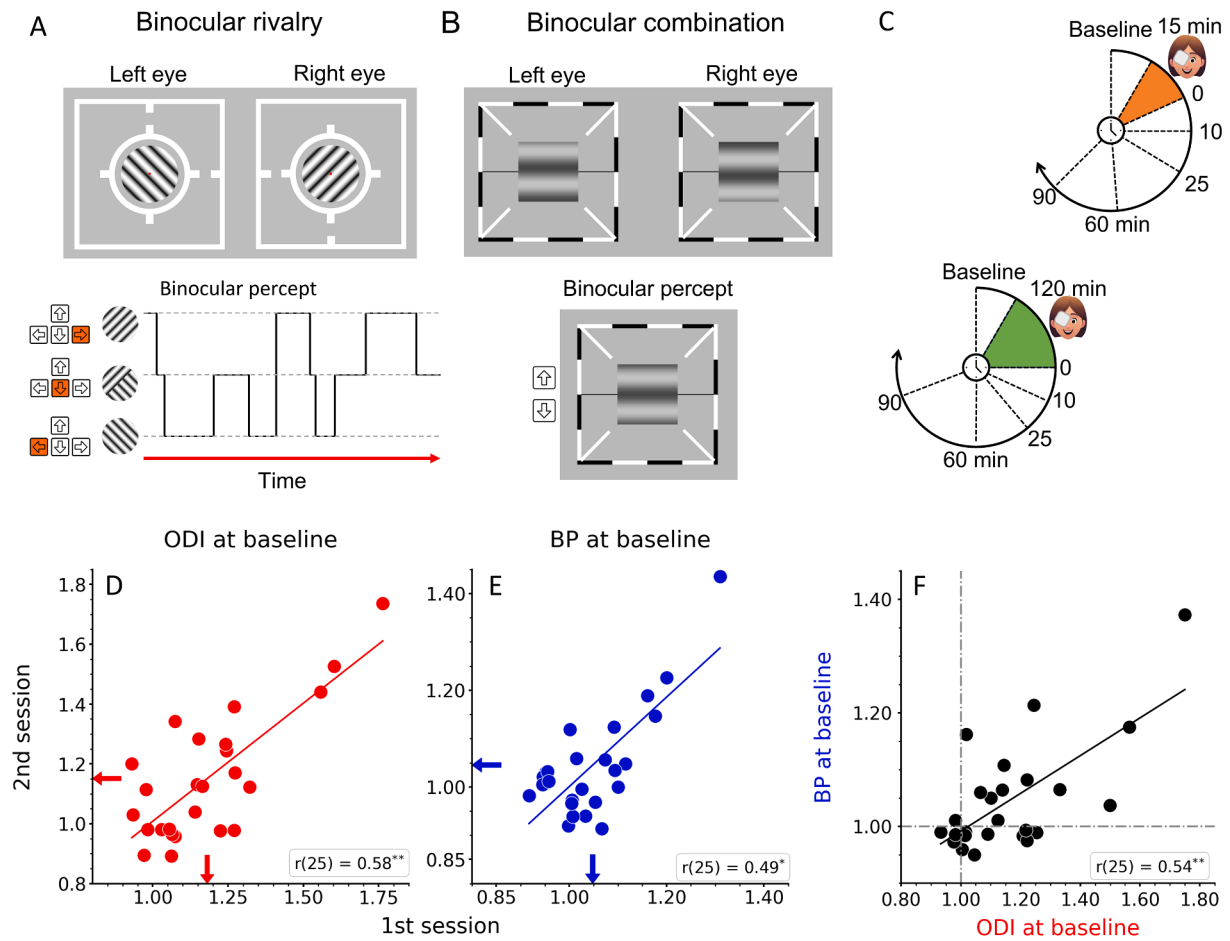 A
Binocular rivalry
Left eye
Right eye
Binocular percept
Time
B
Binocular combination
Left eye
Right eye
Binocular percept
C
Baseline
15 min
0
10
25
60 min
90
Baseline
120 min
0
10
25
60 min
90
ODI at baseline
D
2nd session
1.8
1.6
1.4
1.2
1.0
0.8
1.00
1.25
1.50
1.75
r(25) = 0.58**
BP at baseline
E
1.40
1.20
1.00
0.85
0.85
1.00
1.20
1.40
r(25) = 0.49*
1st session
F
BP at baseline
1.40
1.20
1.00
0.80
0.80
1.00
1.20
1.40
1.60
1.80
r(25) = 0.54**
ODI at baseline